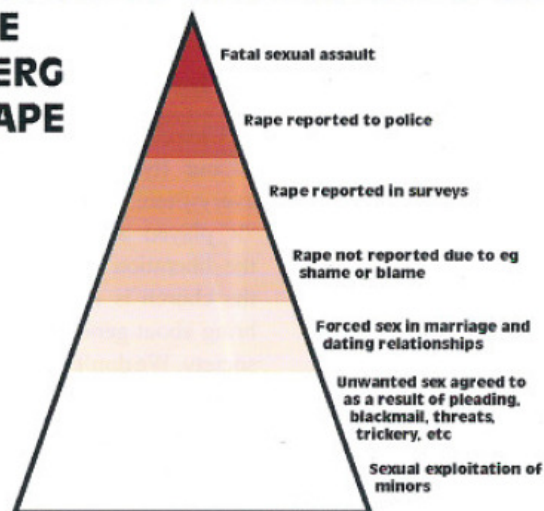 E
ERG
APE
Fatal sexual assault
Rape reported to police
Rape reported in surveys
Rape not reported due to eg
shame or blame
Forced sex in marriage and
dating relationships
Unwanted sex agreed to
as a result of pleading,
blackmail, threats,
trickery, etc
Sexual exploitation of
minors